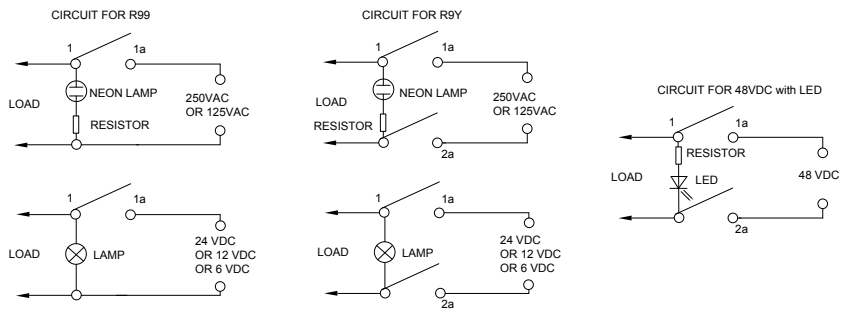 CIRCUIT FOR R99
1
1a
NEON LAMP
LOAD
250VAC
OR 125VAC
RESISTOR
1
1a
LOAD
LAMP
24 VDC
OR 12 VDC
OR 6 VDC
CIRCUIT FOR R9Y
1
1a
NEON LAMP
LOAD
250VAC
OR 125VAC
RESISTOR
2a
1
1a
LOAD
LAMP
24 VDC
OR 12 VDC
OR 6 VDC
2a
CIRCUIT FOR 48VDC with LED
1
1a
RESISTOR
LOAD
LED
48 VDC
2a